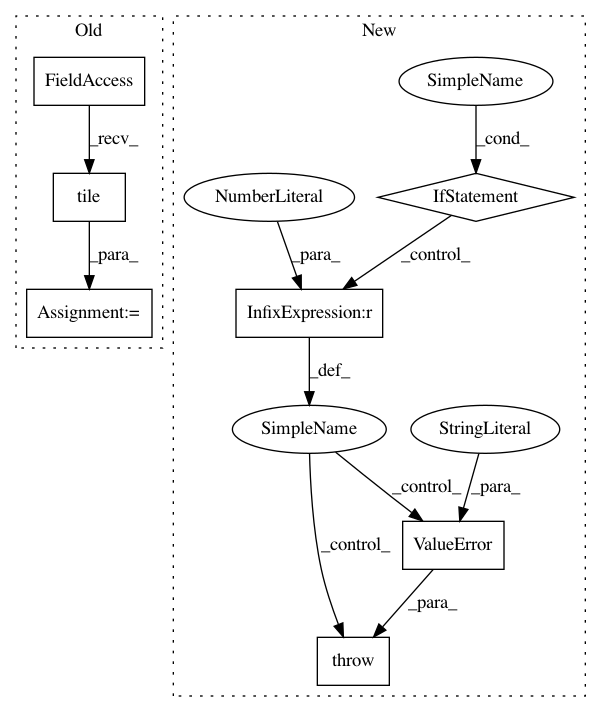 Old
New
FieldAccess
SimpleName
_recv_
_cond_
tile
NumberLiteral
IfStatement
_para_
_para_
_control_
Assignment:=
InfixExpression:r
_def_
SimpleName
StringLiteral
_control_
_para_
_control_
ValueError
_para_
throw